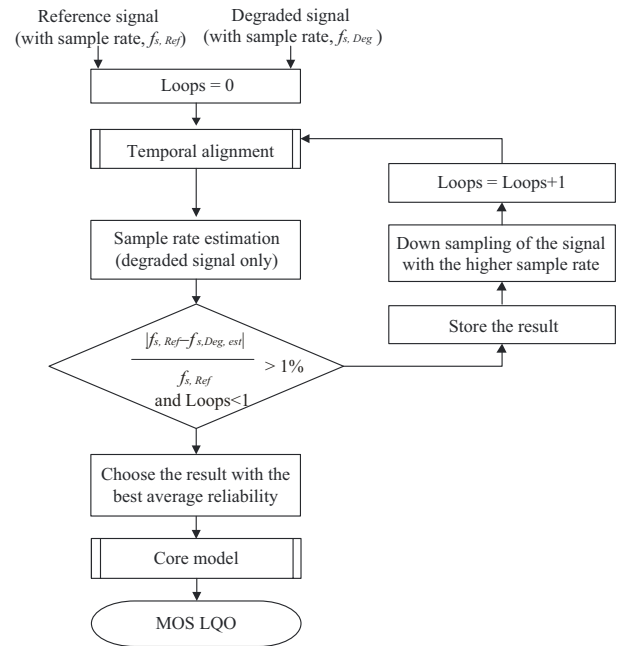 Reference signal
(with sample rate, fs, Ref)
Degraded signal
(with sample rate, fs, Deg )
Loops = 0
Temporal alignment
Sample rate estimation
(degraded signal only)
|fs, Ref–fs,Deg, est|
fs, Ref
> 1%
and Loops<1
Loops = Loops+1
Down sampling of the signal
with the higher sample rate
Store the result
Choose the result with the
best average reliability
Core model
MOS LQO